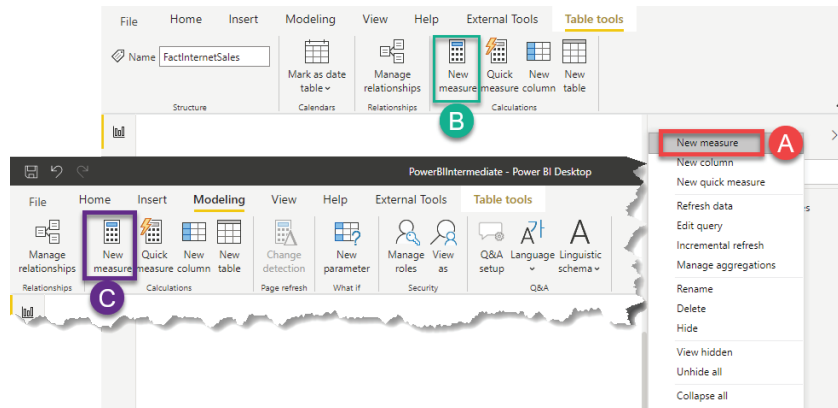 File Home Insert Modeling View Help External Tools Table tools
Name FactInternetSales
Mark as date table
Manage relationships
New measure
Quick measure
New column
New table
Structure Calendars Relationships Calculations
B
New measure A
New column
New quick measure
Refresh data
Edit query
Incremental refresh
Manage aggregations
Rename
Delete
Hide
View hidden
Unhide all
Collapse all
PowerBIIntermediate - Power BI Desktop
File Home Insert Modeling View Help External Tools Table tools
Manage relationships
New measure
Quick measure
New column
New table
Change detection
New parameter
Manage roles
View as
Q&A setup
Language
Linguistic schema
Relationships Calculations Page refresh What if Security Q&A
C